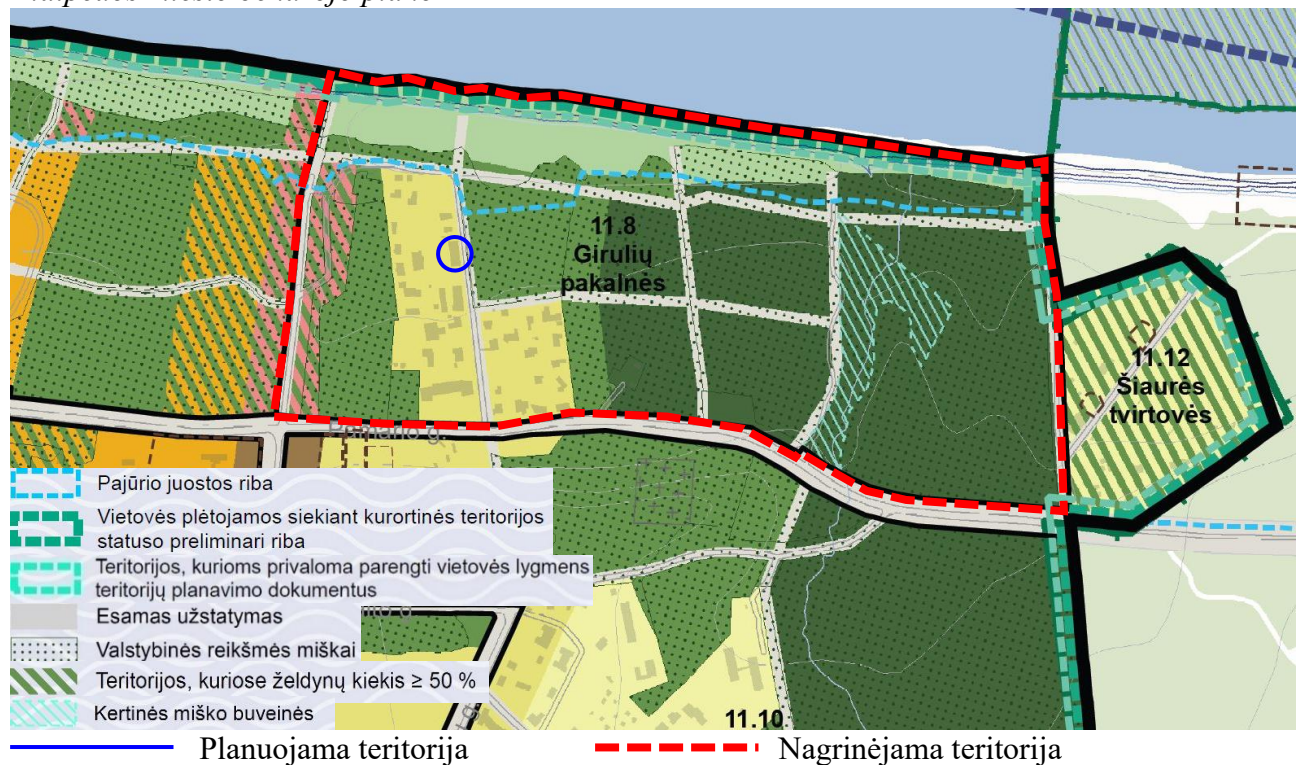 11.8
Girulių
pakalnės
11.12
Šiaurės
tvirtovės
Pajūrio juostos riba
Vietovės plėtojamos siekiant kurortinės teritorijos
statuso preliminari riba
Teritorijos, kurioms privaloma parengti vietovės lygmens
teritorijų planavimo dokumentus
Esamas užstatymas
Valstybinės reikšmės miškai
Teritorijos, kuriose želdynų kiekis ≥ 50 %
Kertinės miško buveinės
11.10
Planuojama teritorija
Nagrinėjama teritorija